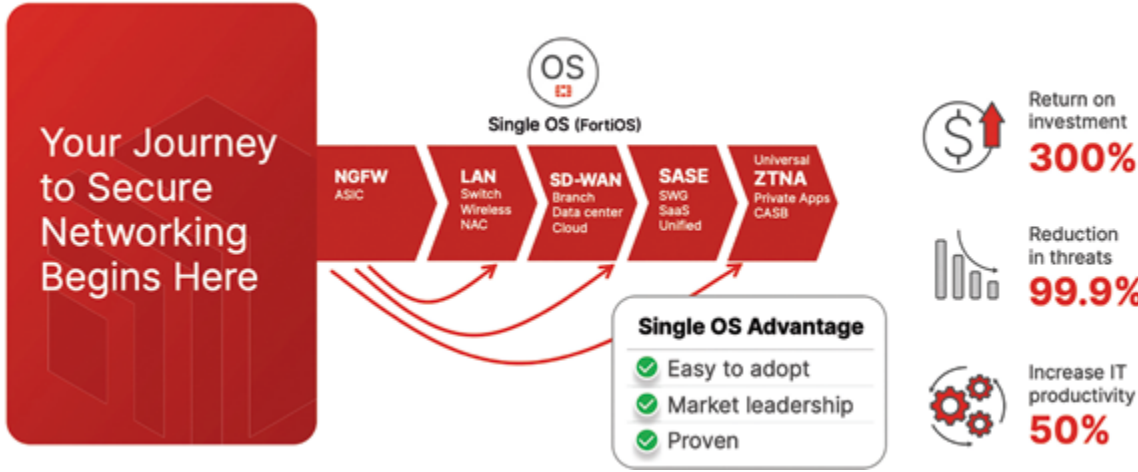 Your Journey
to Secure
Networking
Begins Here
OS
Single OS (FortiOS)
NGFW
ASIC
LAN
Switch
Wireless
NAC
SD-WAN
Branch
Data center
Cloud
SASE
SWG
SaaS
Unified
Universal
ZTNA
Private Apps
CASB
Single OS Advantage
Easy to adopt
Market leadership
Proven
$
Return on
investment
300%
Reduction
in threats
99.9%
Increase IT
productivity
50%